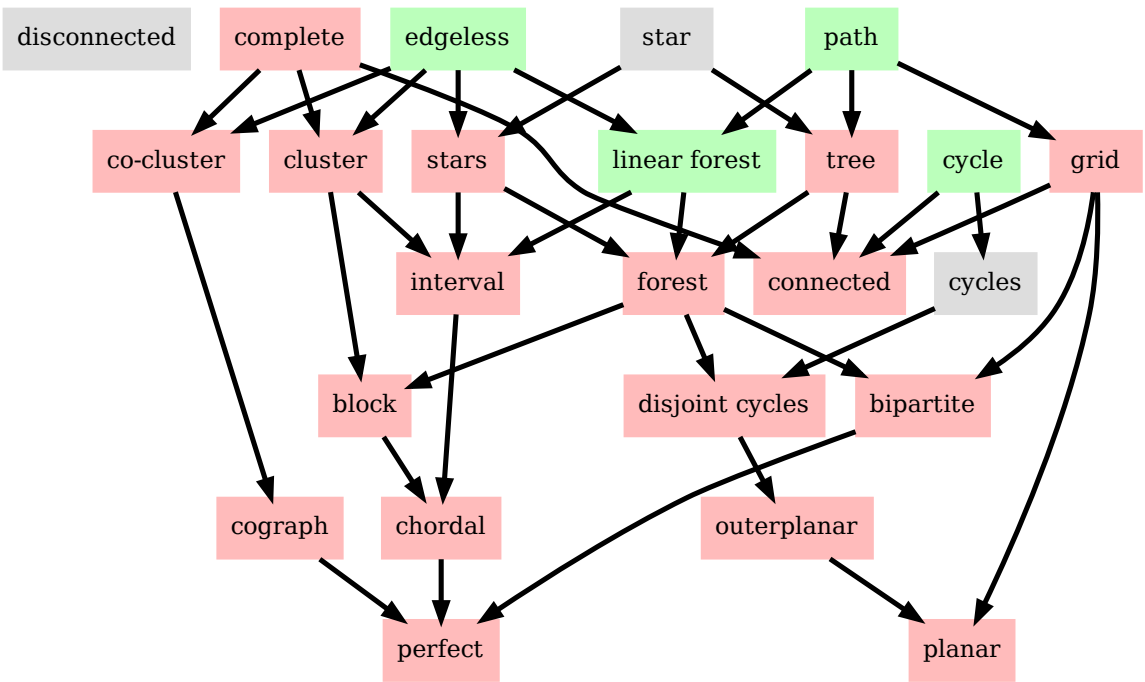 disconnected
complete
edgeless
star
path
co-cluster
cluster
stars
linear forest
tree
cycle
grid
interval
forest
connected
cycles
block
disjoint cycles
bipartite
cograph
chordal
outerplanar
perfect
planar